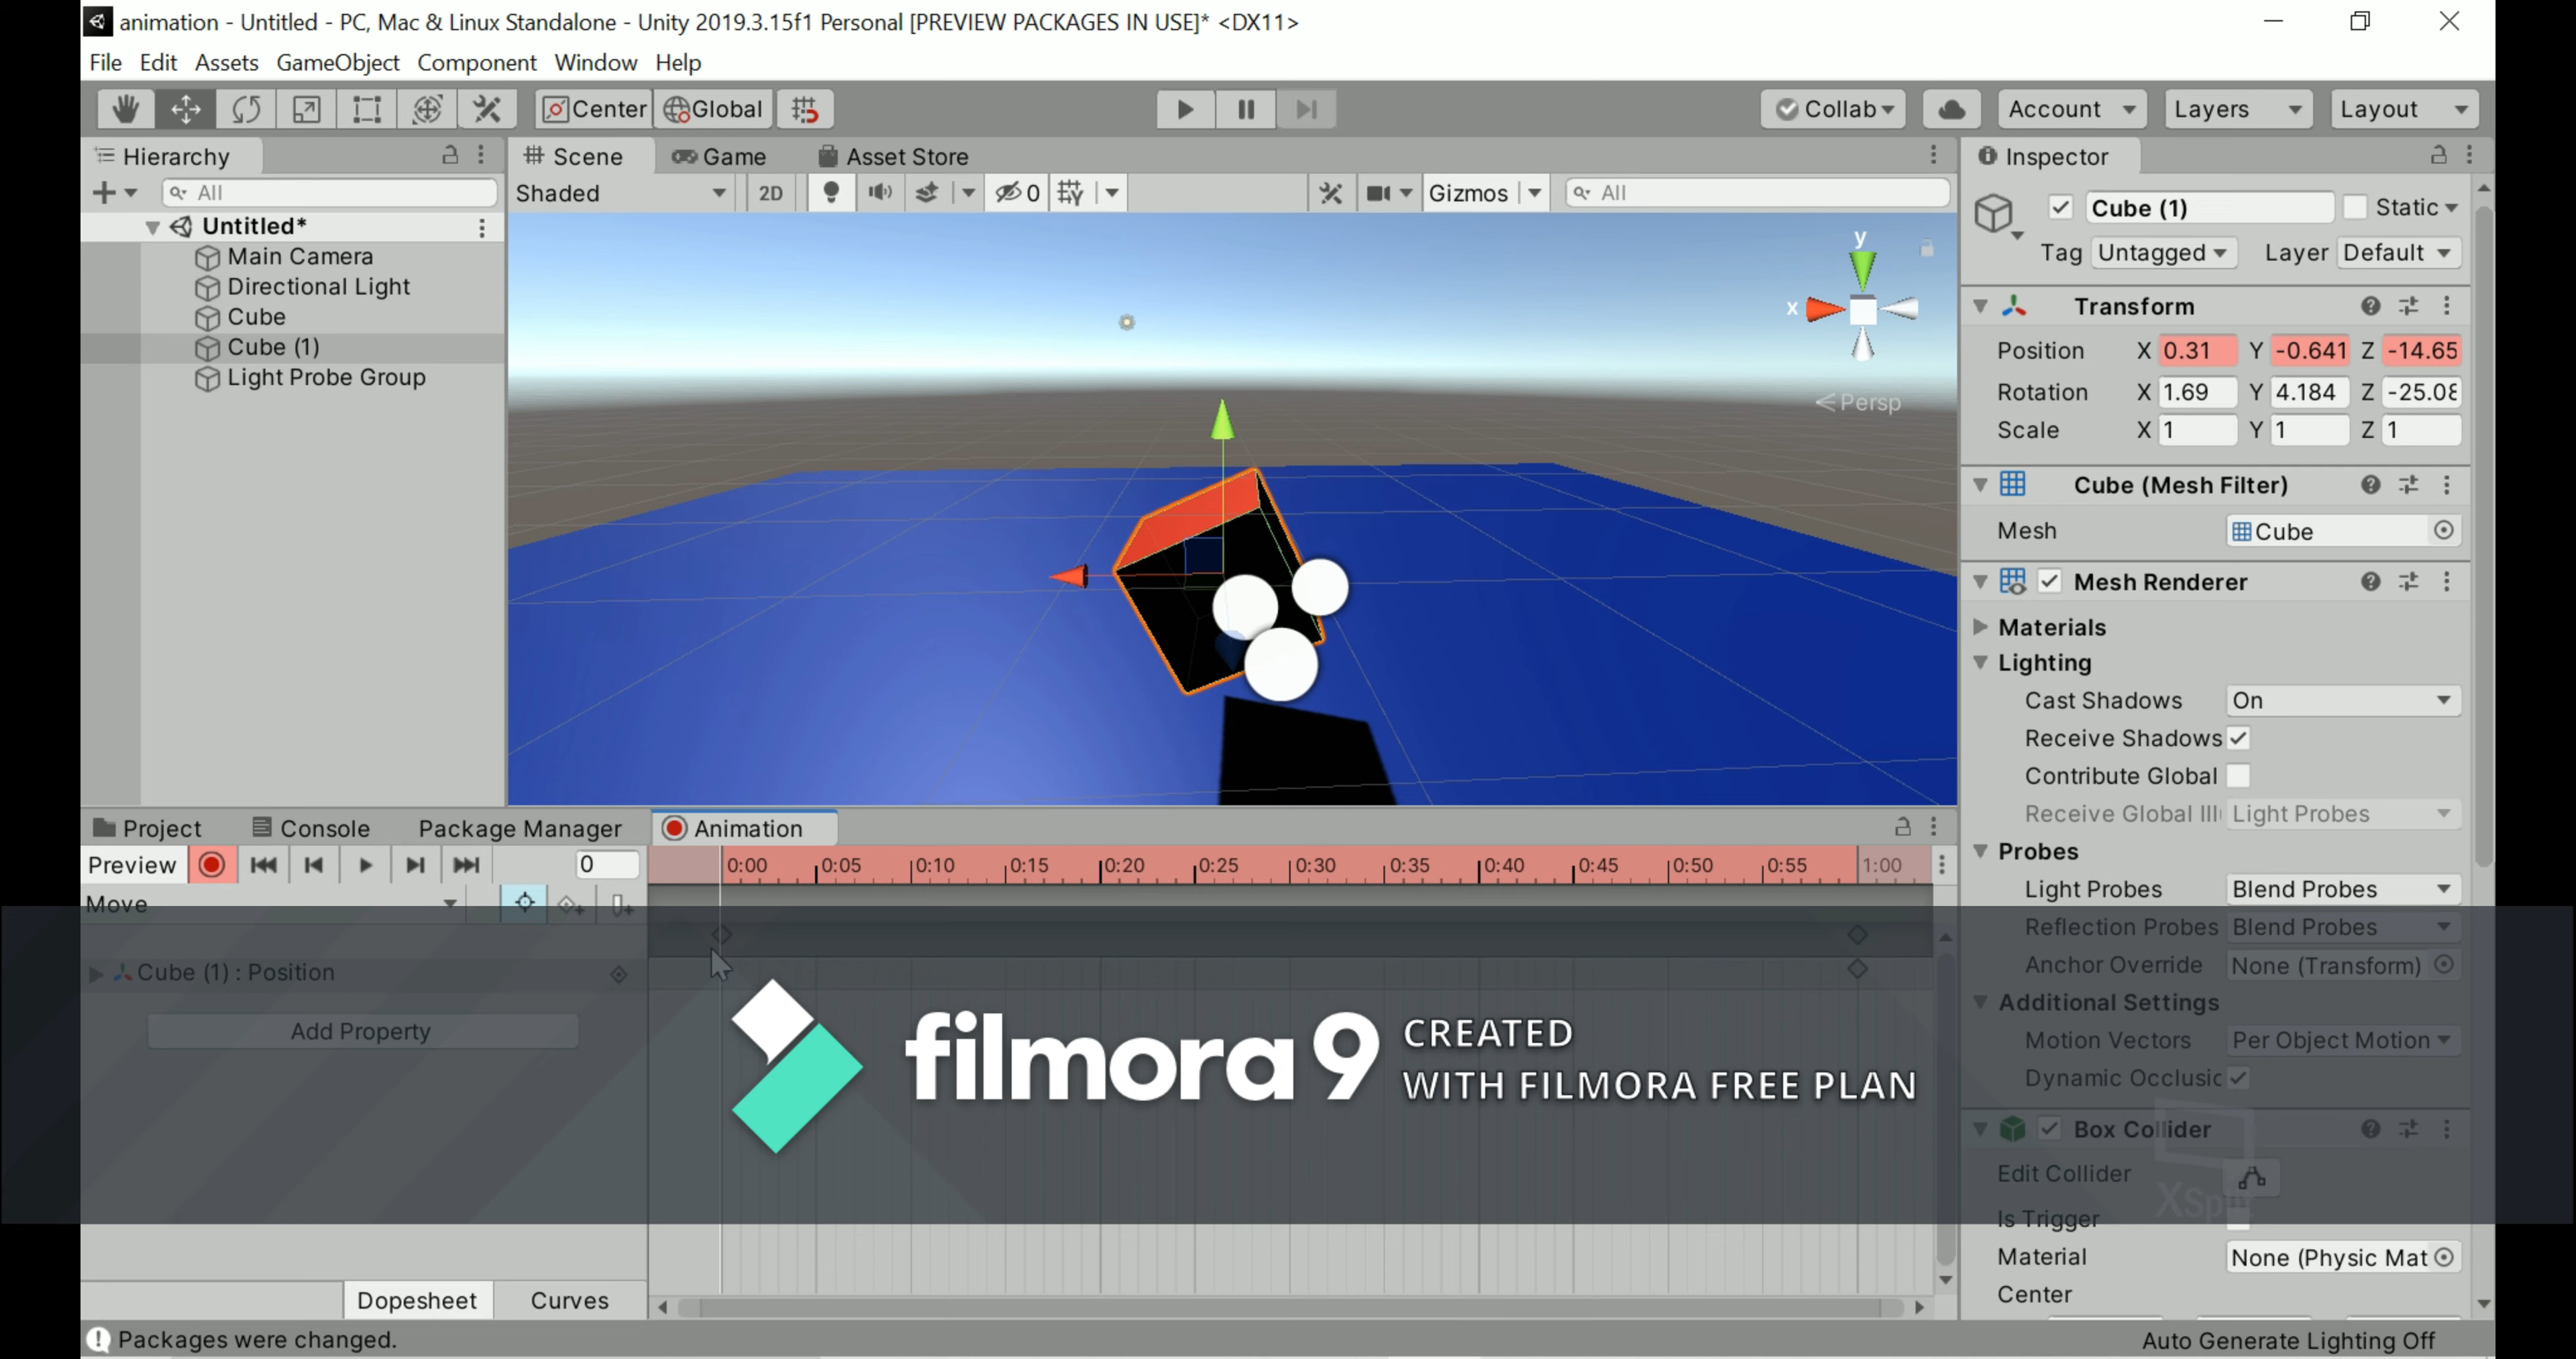 animation - Untitled - PC, Mac & Linux Standalone - Unity 2019.3.15f1 Personal [PREVIEW PACKAGES IN USE]* <DX11>
File Edit Assets GameObject Component Window Help
Center Global Collab Account Layers Layout
Hierarchy Scene Game Asset Store Inspector
All Shaded 2D 0 Gizmos All
Cube (1) Static
Untitled*
Main Camera
Directional Light
Cube
Cube (1)
Light Probe Group
y
x
Persp
Tag Untagged Layer Default
Transform
Position X 0.31 Y -0.641 Z -14.65
Rotation X 1.69 Y 4.184 Z -25.08
Scale X 1 Y 1 Z 1
Cube (Mesh Filter)
Mesh Cube
Mesh Renderer
Materials
Lighting
Cast Shadows On
Receive Shadows
Contribute Global
Receive Global Illu Light Probes
Probes
Light Probes Blend Probes
Reflection Probes Blend Probes
Anchor Override None (Transform)
Additional Settings
Motion Vectors Per Object Motion
Dynamic Occlusic
Box Collider
Edit Collider
Is Trigger
Material None (Physic Mat
Center
Project Console Package Manager Animation
Preview 0 0:00 0:05 0:10 0:15 0:20 0:25 0:30 0:35 0:40 0:45 0:50 0:55 1:00
Move
Cube (1) : Position
Add Property
filmora9 CREATED
WITH FILMORA FREE PLAN
Dopesheet Curves
Packages were changed. Auto Generate Lighting Off